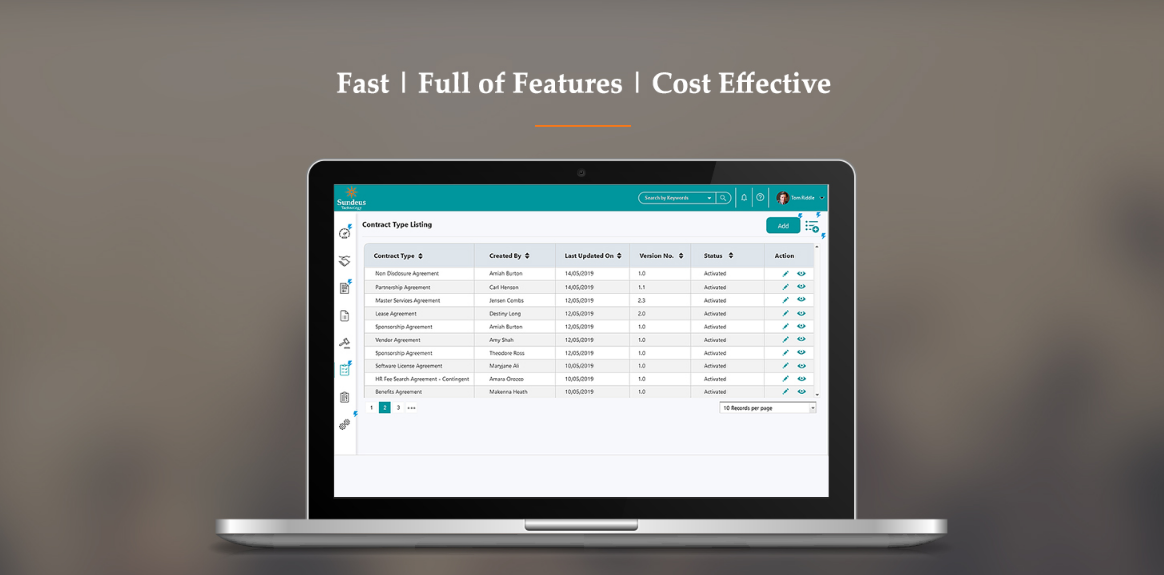 Fast | Full of Features | Cost Effective
Sundeus
Technology
Search by Keywords
Tom Riddle
Contract Type Listing
Add
Contract Type Created By Last Updated On Version No. Status Action
Non Disclosure Agreement Amiah Burton 14/05/2019 1.0 Activated
Partnership Agreement Carl Henson 14/05/2019 1.1 Activated
Master Services Agreement Jensen Combs 12/05/2019 2.3 Activated
Lease Agreement Destiny Long 12/05/2019 2.0 Activated
Sponsorship Agreement Amiah Burton 12/05/2019 1.0 Activated
Vendor Agreement Amy Shah 12/05/2019 1.0 Activated
Sponsorship Agreement Theodore Ross 12/05/2019 1.0 Activated
Software License Agreement Maryjane Ali 10/05/2019 1.0 Activated
HR Fee Search Agreement - Contingent Amara Orozco 10/05/2019 1.0 Activated
Benefits Agreement Makenna Heath 10/05/2019 1.0 Activated
1 2 3 •••
10 Records per page